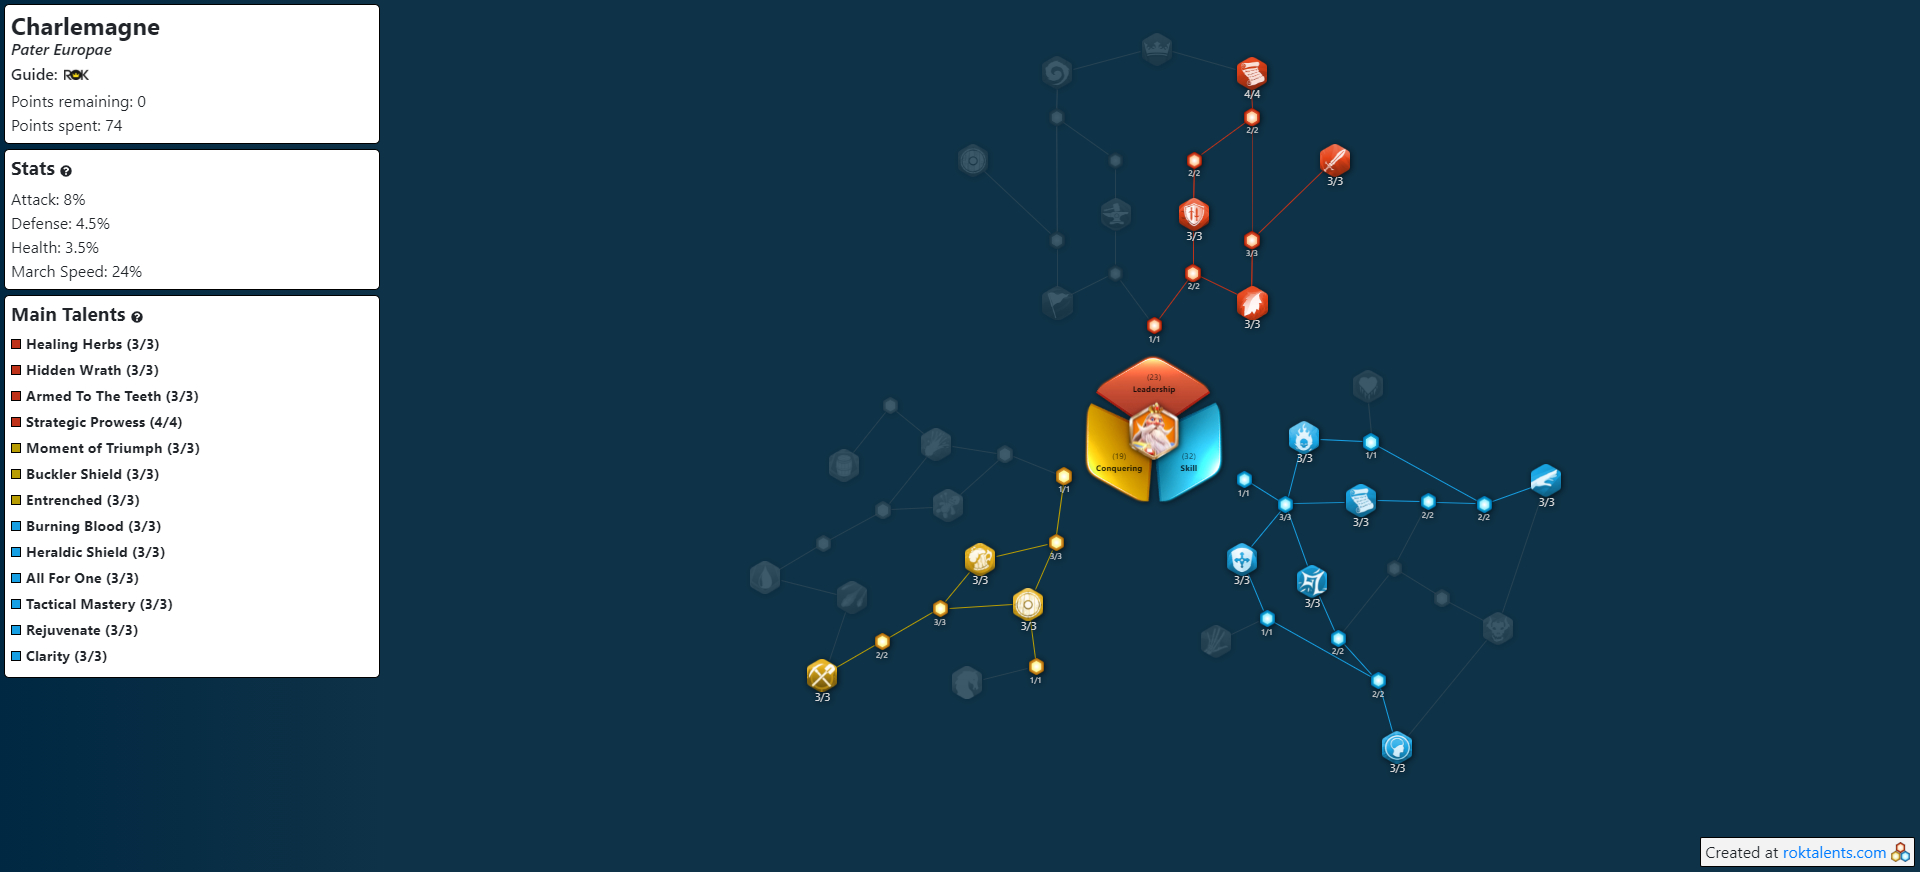 Charlemagne
Pater Europae
Guide: ROK
Points remaining: 0
Points spent: 74
Stats
Attack: 8%
Defense: 4.5%
Health: 3.5%
March Speed: 24%
Main Talents
Healing Herbs (3/3)
Hidden Wrath (3/3)
Armed To The Teeth (3/3)
Strategic Prowess (4/4)
Moment of Triumph (3/3)
Buckler Shield (3/3)
Entrenched (3/3)
Burning Blood (3/3)
Heraldic Shield (3/3)
All For One (3/3)
Tactical Mastery (3/3)
Rejuvenate (3/3)
Clarity (3/3)
4/4
2/2
2/2
3/3
3/3
3/3
2/2
3/3
1/1
(23)
Leadership
(19)
Conquering
(32)
Skill
1/1
3/3
3/3
3/3
3/3
2/2
1/1
3/3
3/3
1/1
1/1
3/3
3/3
2/2
2/2
3/3
3/3
3/3
1/1
2/2
2/2
3/3
Created at roktalents.com